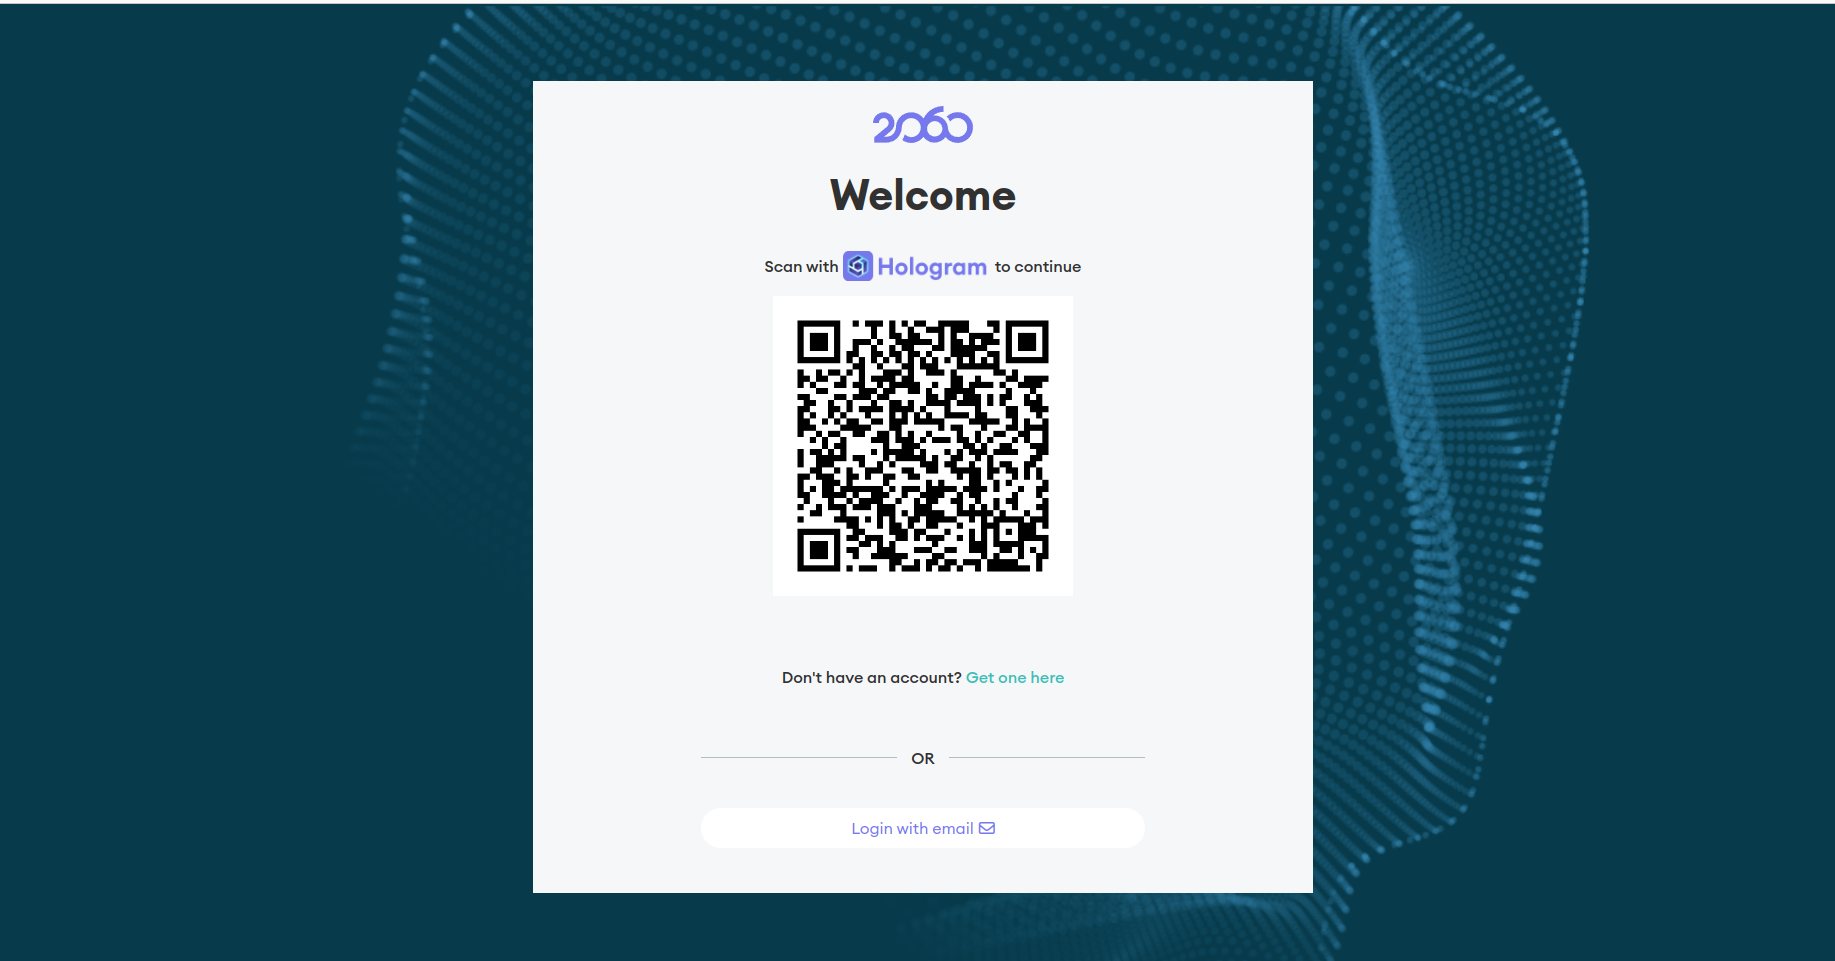 2060
Welcome
Scan with Hologram to continue
Don't have an account? Get one here
OR
Login with email